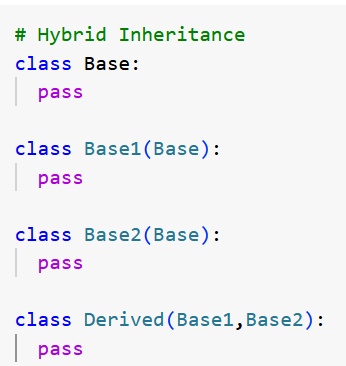 # Hybrid Inheritance
class Base:
  pass

class Base1(Base):
  pass

class Base2(Base):
  pass

class Derived(Base1,Base2):
  pass